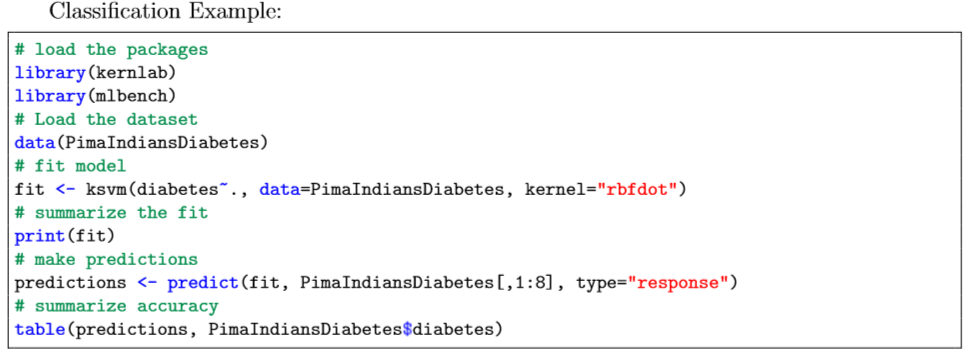 Classification Example:
# load the packages
library(kernlab)
library(mlbench)
# Load the dataset
data(PimaIndiansDiabetes)
# fit model
fit <- ksvm(diabetes~., data=PimaIndiansDiabetes, kernel="rbfdot")
# summarize the fit
print(fit)
# make predictions
predictions <- predict(fit, PimaIndiansDiabetes[,1:8], type="response")
# summarize accuracy
table(predictions, PimaIndiansDiabetes$diabetes)